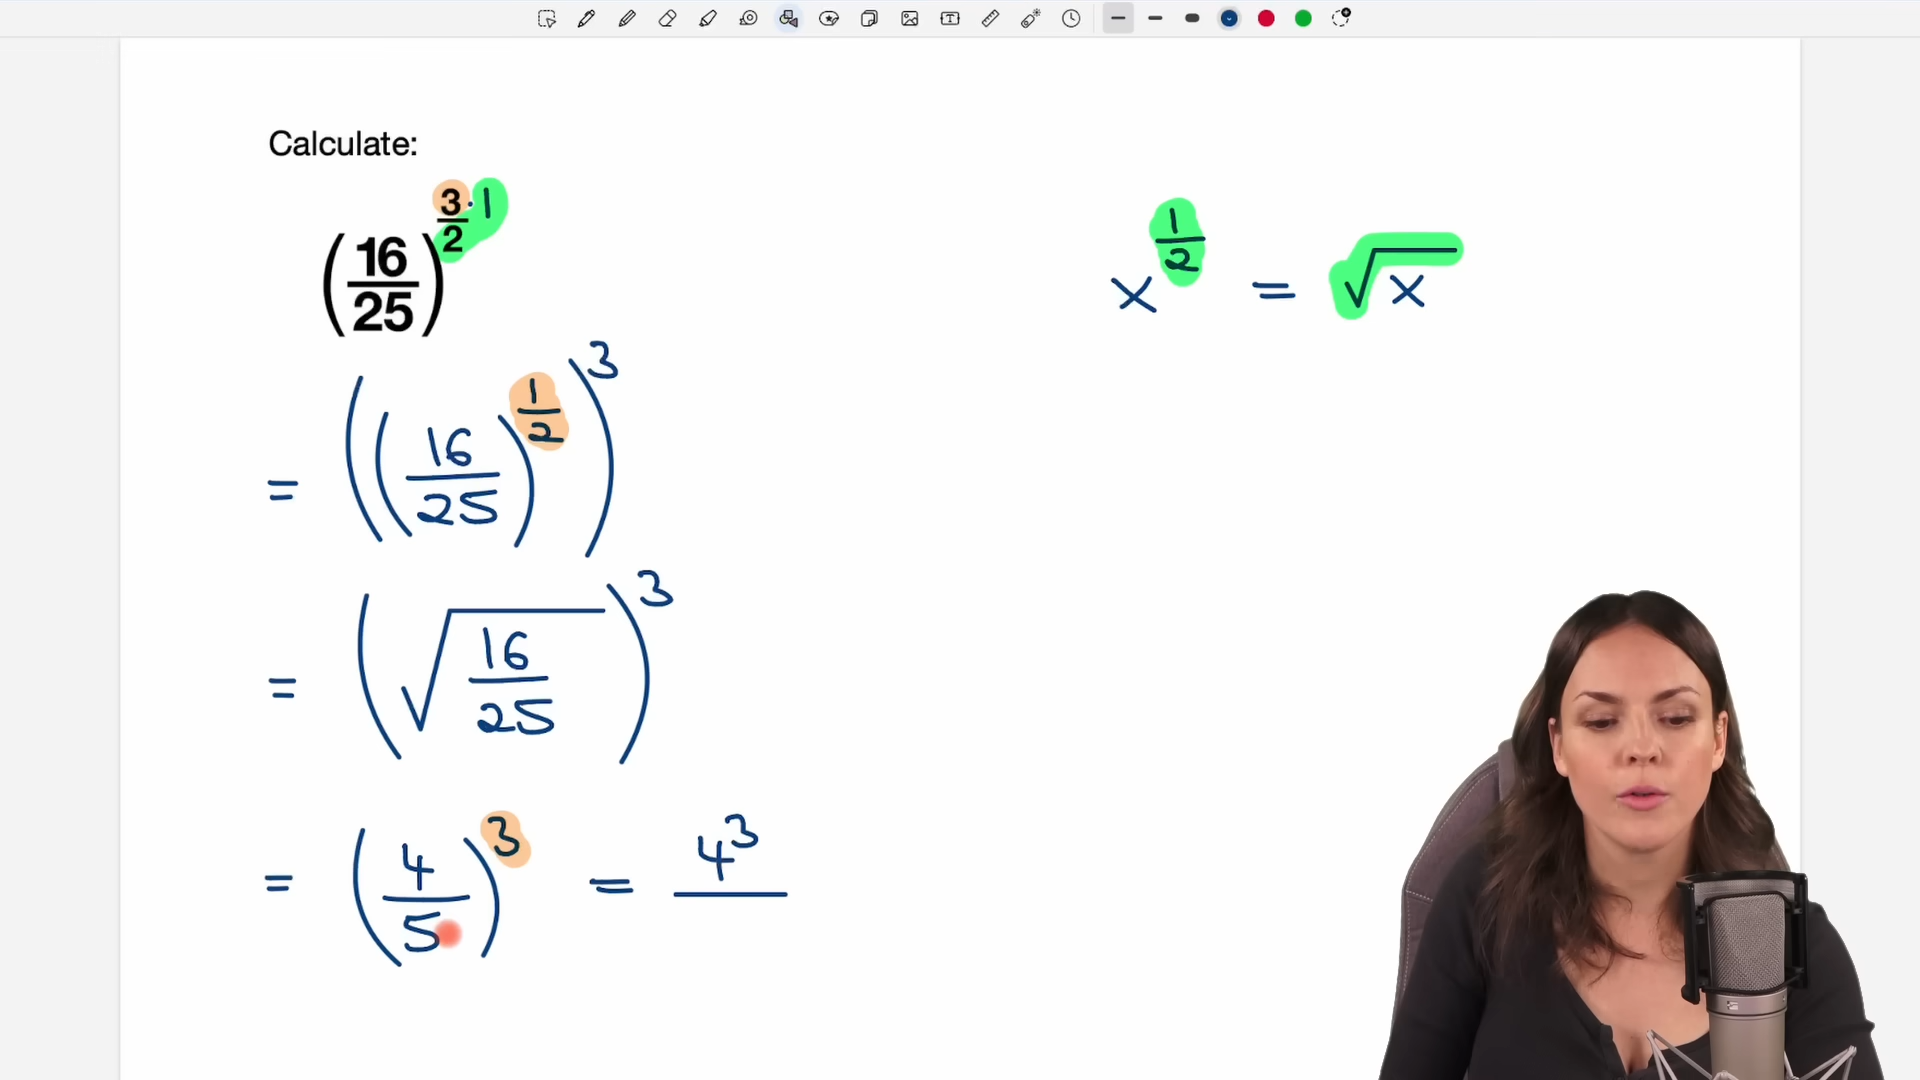 Calculate:
(16/25)^(3/2 · 1)
x^(1/2) = √x
= ((16/25)^(1/2))^3
= (√(16/25))^3
= (4/5)^3 = 4^3